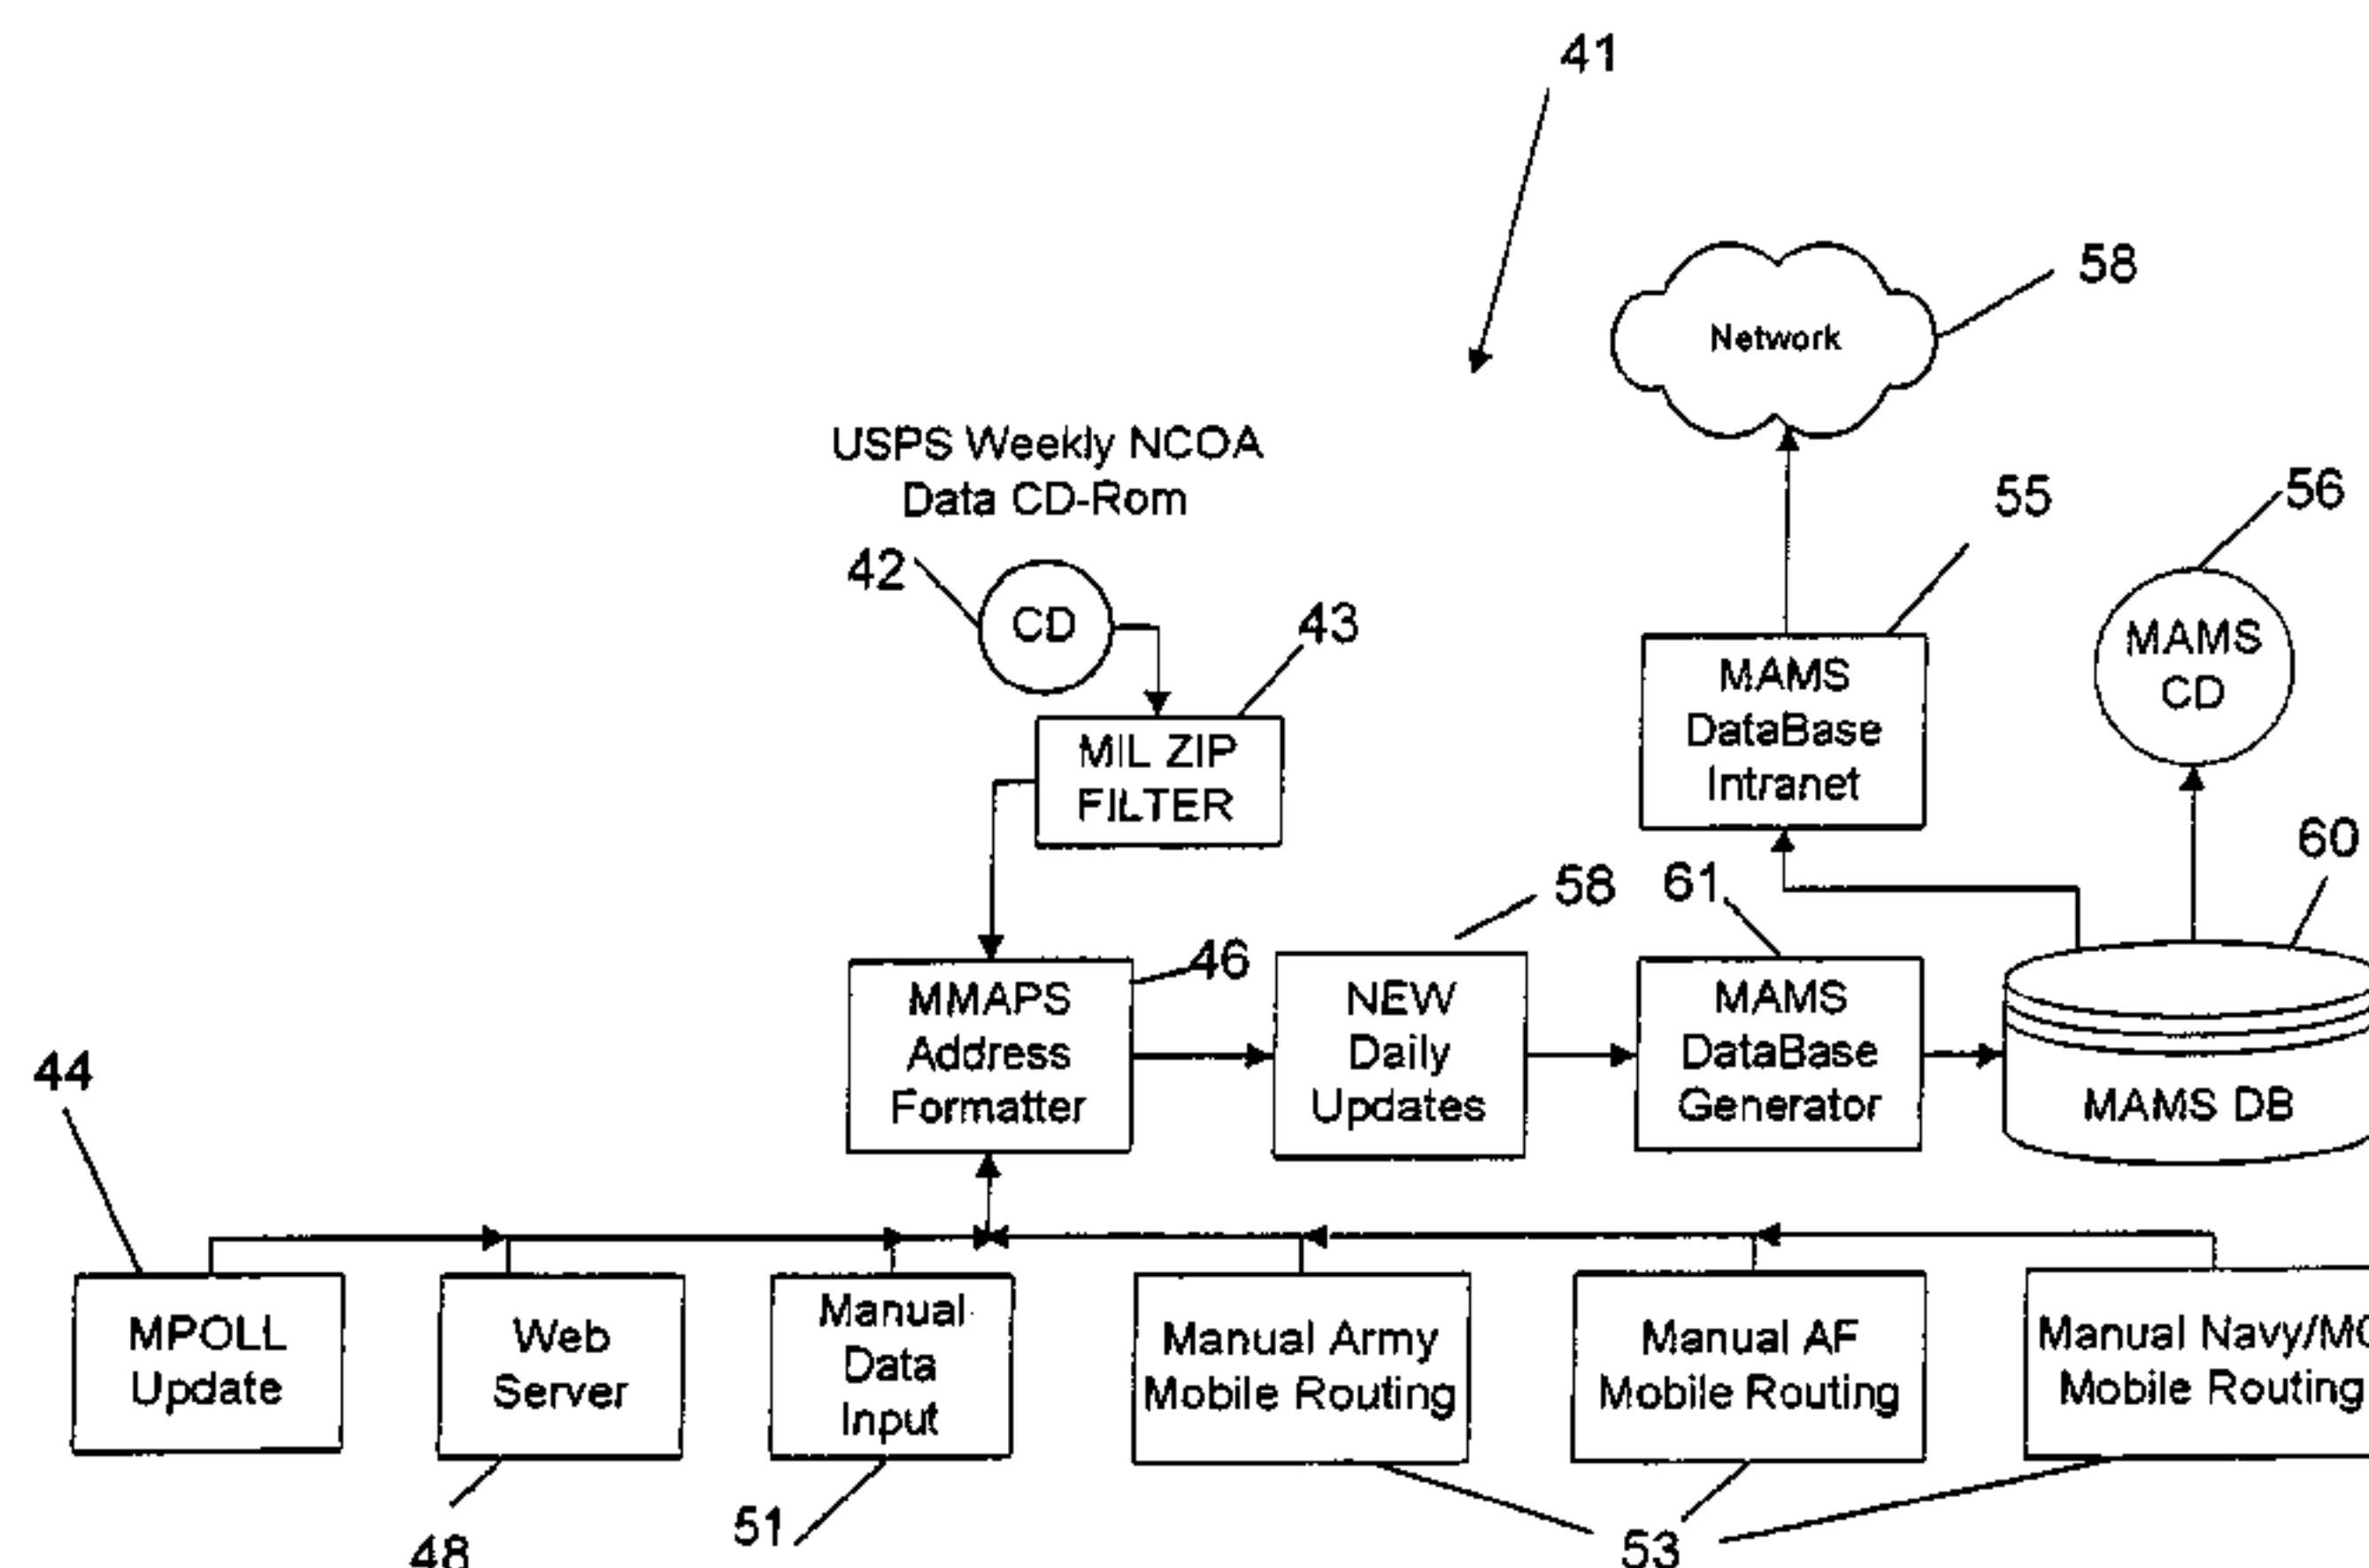 41
58
Network
USPS Weekly NCOA
Data CD-Rom
55
56
42
CD
43
MAMS
CD
MAMS
DataBase
Intranet
MIL ZIP
FILTER
60
58
61
46
MMAPS
Address
Formatter
NEW
Daily
Updates
MAMS
DataBase
Generator
MAMS DB
44
MPOLL
Update
Web
Server
Manual
Data
Input
Manual Army
Mobile Routing
Manual AF
Mobile Routing
Manual Navy/MC
Mobile Routing
48
51
53